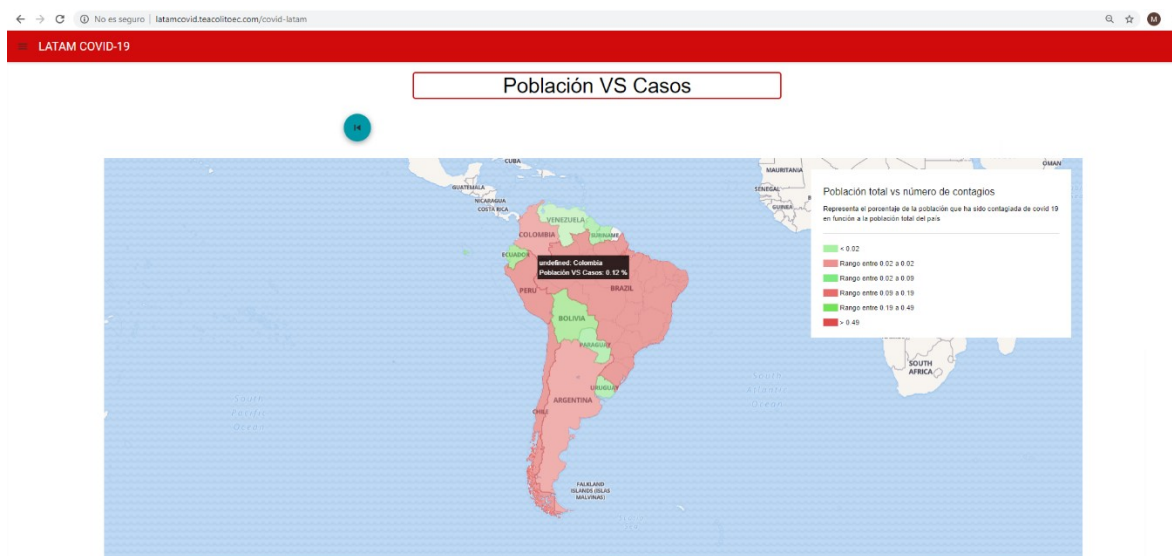 No es seguro | latamcovid.teacolitoec.com/covid-latam
M
LATAM COVID-19
Población VS Casos
CUBA
GUATEMALA
NICARAGUA
COSTA RICA
MAURITANIA
SENEGAL
GUINEA
OMAN
VENEZUELA
COLOMBIA
SURINAME
ECUADOR
undefined: Colombia
Población VS Casos: 0.12 %
PERU
BRAZIL
BOLIVIA
PARAGUAY
URUGUAY
ARGENTINA
CHILE
FALKLAND
ISLANDS (ISLAS
MALVINAS)
South
Pacific
Ocean
South
Atlantic
Ocean
SOUTH
AFRICA
Población total vs número de contagios
Representa el porcentaje de la población que ha sido contagiada de covid 19
en función a la población total del país
< 0.02
Rango entre 0.02 a 0.02
Rango entre 0.02 a 0.09
Rango entre 0.09 a 0.19
Rango entre 0.19 a 0.49
> 0.49